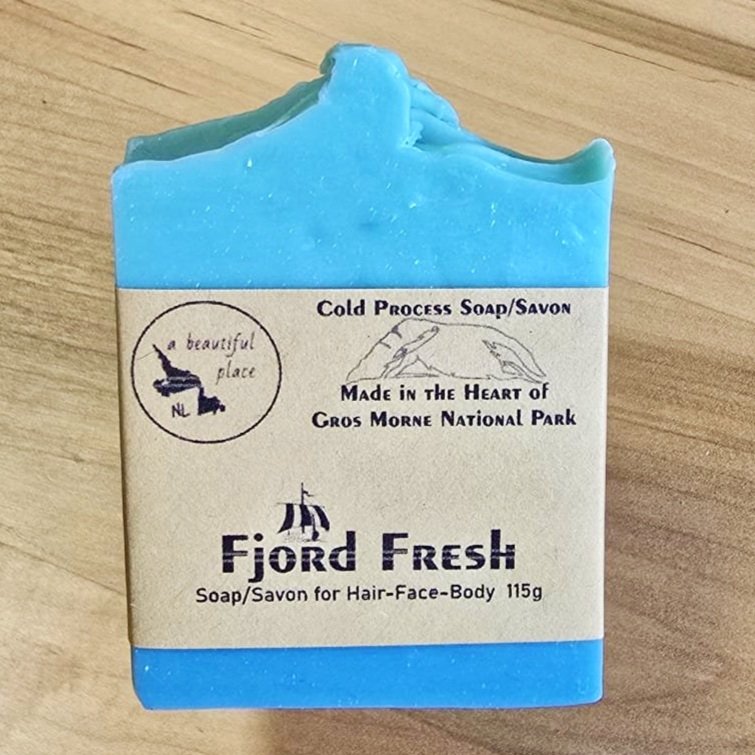 a beautiful
place
NL
Cold Process Soap/Savon
Made in the Heart of
Gros Morne National Park
Fjord Fresh
Soap/Savon for Hair-Face-Body 115g